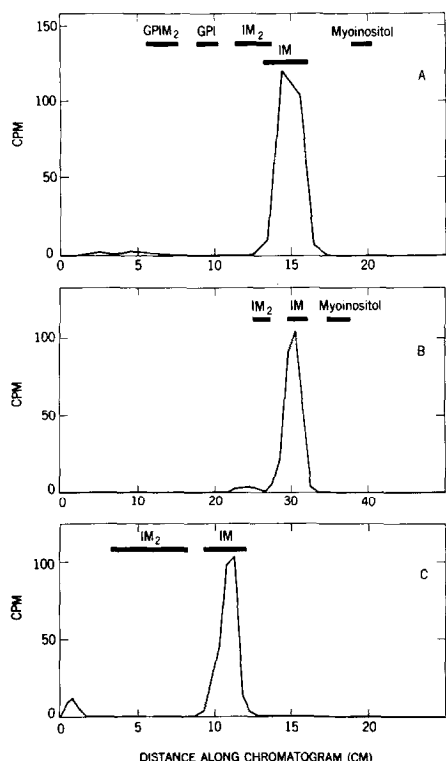 150
GPIM2 GPI IM2 Myoinositol
IM
A
100
CPM
50
0
0 5 10 15 20
IM2 IM Myoinositol
B
100
CPM
50
0
0 10 20 30 40
IM2 IM
C
100
CPM
50
0
0 5 10 15 20
DISTANCE ALONG CHROMATOGRAM (CM)